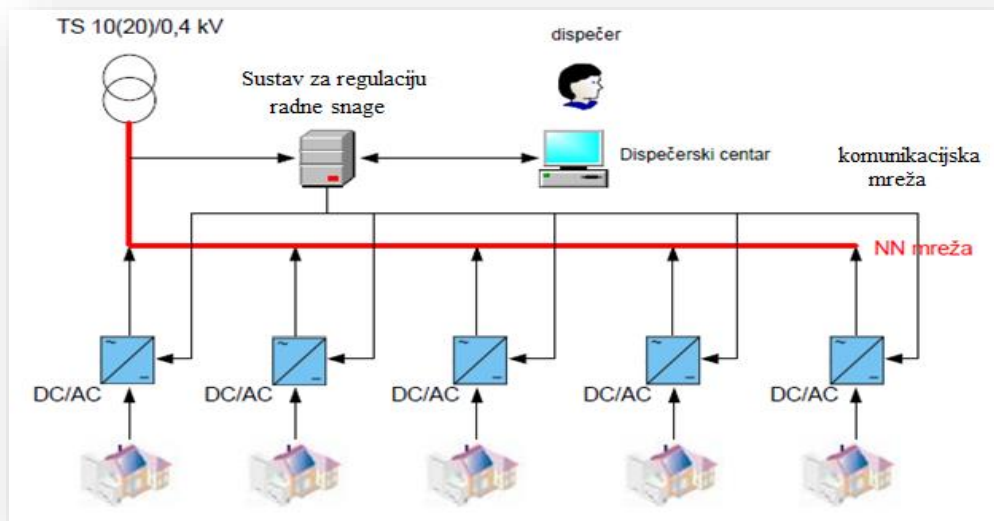 TS 10(20)/0,4 kV
dispečer
Sustav za regulaciju
radne snage
Dispečerski centar
komunikacijska
mreža
NN mreža
DC/AC
DC/AC
DC/AC
DC/AC
DC/AC